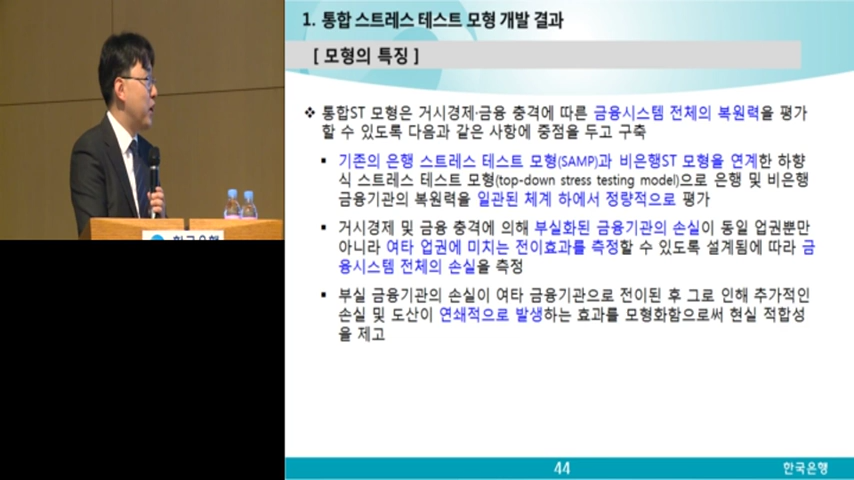 1. 통합 스트레스 테스트 모형 개발 결과
[ 모형의 특징 ]
❖ 통합ST 모형은 거시경제·금융 충격에 따른 금융시스템 전체의 복원력을 평가
할 수 있도록 다음과 같은 사항에 중점을 두고 구축
▪ 기존의 은행 스트레스 테스트 모형(SAMP)과 비은행ST 모형을 연계한 하향
식 스트레스 테스트 모형(top-down stress testing model)으로 은행 및 비은행
금융기관의 복원력을 일관된 체계 하에서 정량적으로 평가
▪ 거시경제 및 금융 충격에 의해 부실화된 금융기관의 손실이 동일 업권뿐만
아니라 여타 업권에 미치는 전이효과를 측정할 수 있도록 설계됨에 따라 금
융시스템 전체의 손실을 측정
▪ 부실 금융기관의 손실이 여타 금융기관으로 전이된 후 그로 인해 추가적인
손실 및 도산이 연쇄적으로 발생하는 효과를 모형화함으로써 현실 적합성
을 제고
44
한국은행
한국은행